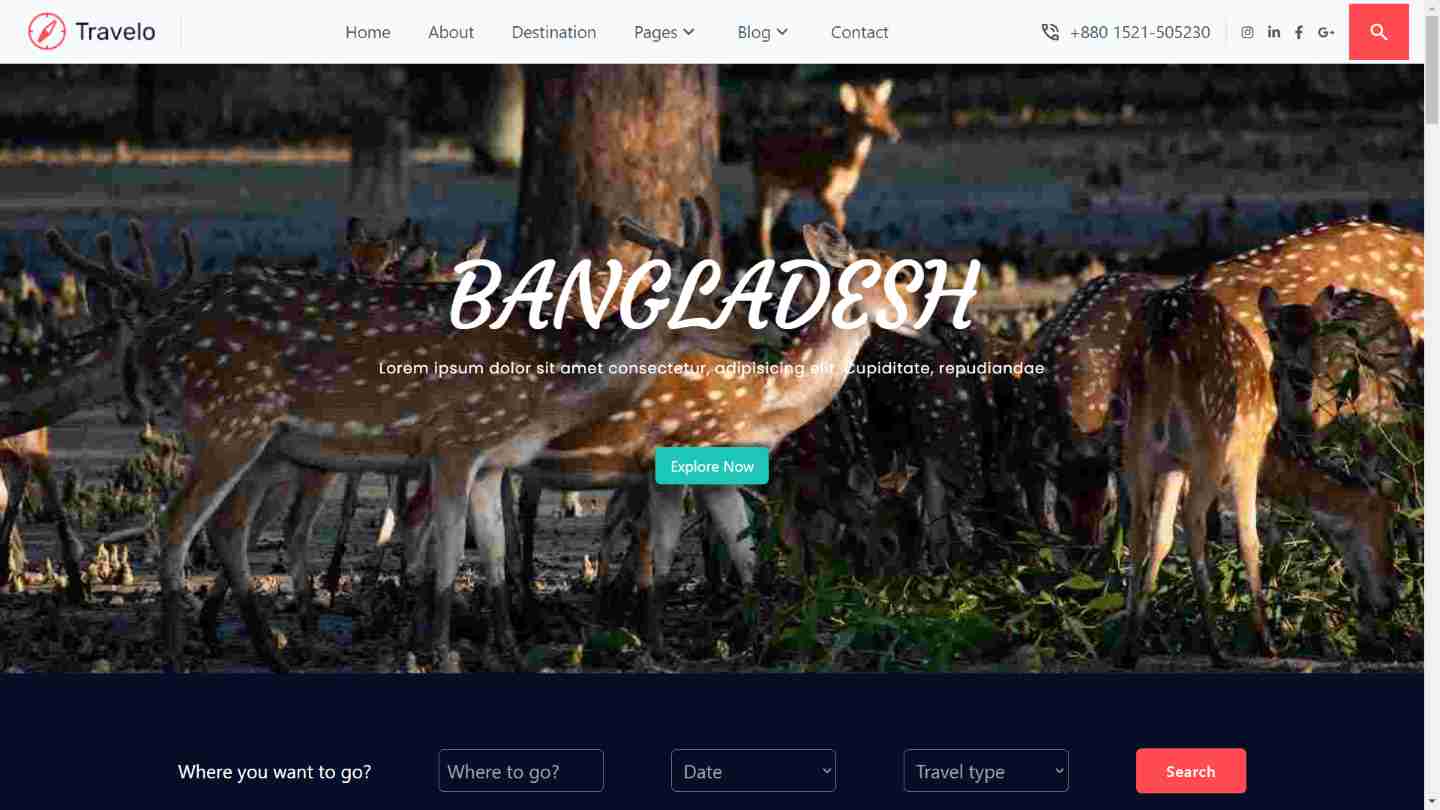 Travelo
Home About Destination Pages Blog Contact
+880 1521-505230
BANGLADESH
Lorem ipsum dolor sit amet consectetur, adipisicing elit. Cupiditate, repudiandae
Explore Now
Where you want to go? Where to go? Date Travel type Search